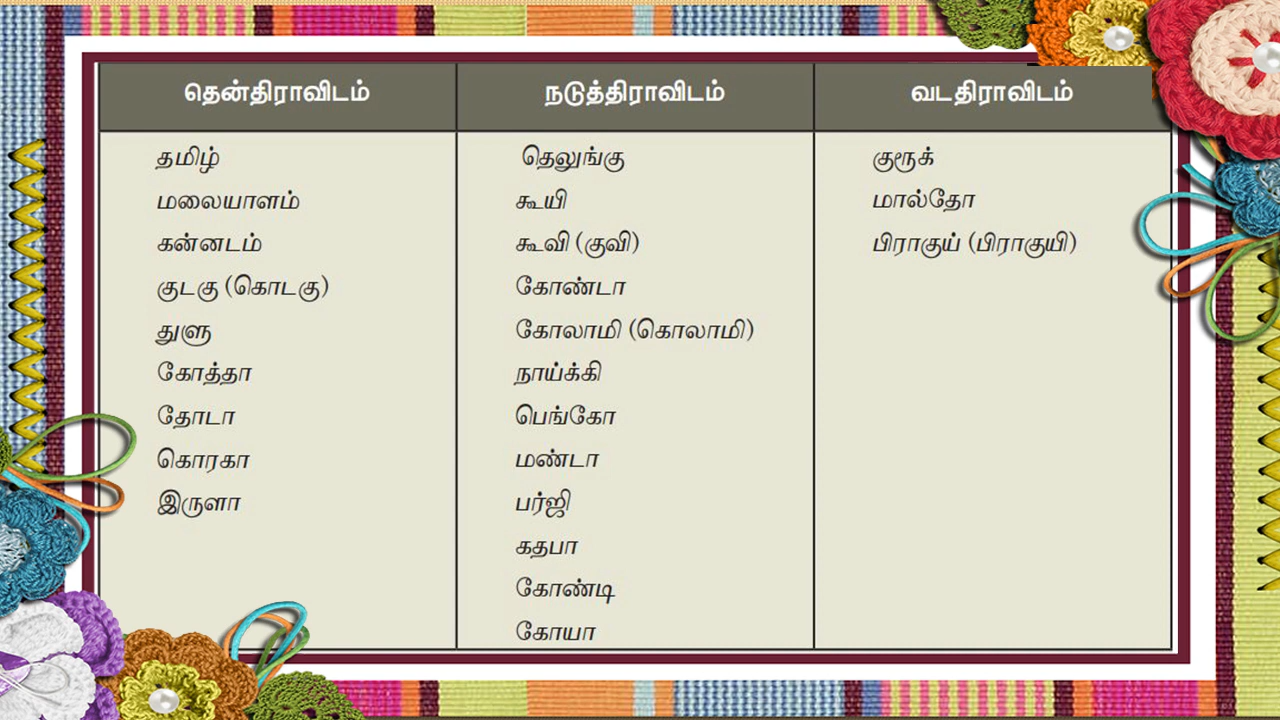 தென்திராவிடம்
தமிழ்
மலையாளம்
கன்னடம்
குடகு (கொடகு)
துளு
கோத்தா
தோடா
கொரகா
இருளா
நடுத்திராவிடம்
தெலுங்கு
கூயி
கூவி (குவி)
கோண்டா
கோலாமி (கொலாமி)
நாய்க்கி
பெங்கோ
மண்டா
பர்ஜி
கதபா
கோண்டி
கோயா
வடதிராவிடம்
குரூக்
மால்தோ
பிராகுய் (பிராகுயி)